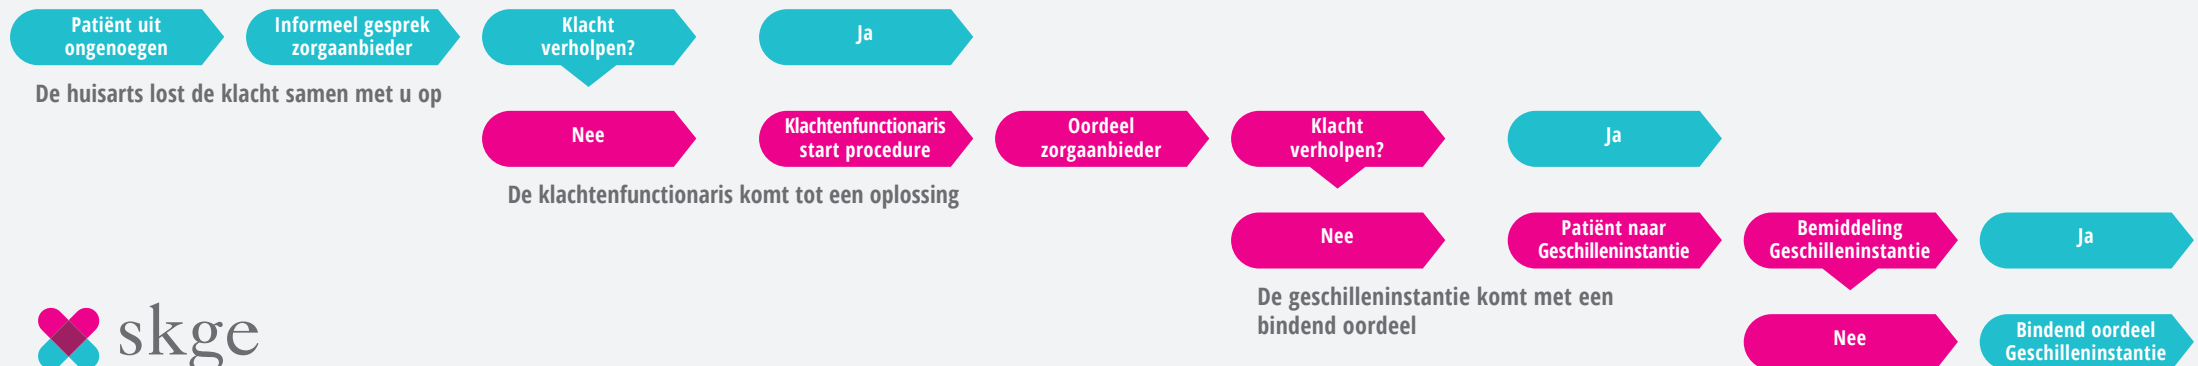 Patiënt uit
ongenoegen
Informeel gesprek
zorgaanbieder
Klacht
verholpen?
Ja
De huisarts lost de klacht samen met u op
Nee
Klachtenfunctionaris
start procedure
Oordeel
zorgaanbieder
Klacht
verholpen?
Ja
De klachtenfunctionaris komt tot een oplossing
Nee
Patiënt naar
Geschilleninstantie
Bemiddeling
Geschilleninstantie
Ja
De geschilleninstantie komt met een
bindend oordeel
Nee
Bindend oordeel
Geschilleninstantie
skge